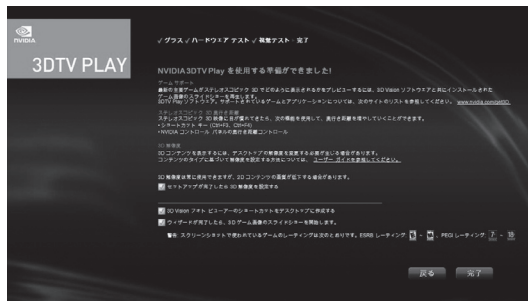 NVIDIA
3DTV PLAY
✓ グラス ✓ ハードウェア テスト ✓ 視覚テスト - 完了
NVIDIA 3DTV Play を使用する準備ができました!
ゲーム サポート
最新の主要ゲームがステレオスコピック 3D でどのように表示されるかをプレビューするには、3D Vision ソフトウェアと共にインストールされた
ゲーム画像のスライドショーを再生します。
3DTV Play ソフトウェア。サポートされているゲームとアプリケーションについては、次のサイトのリストを参照してください。 www.nvidia.com/
ステレオスコピック 3D 奥行き距離
ステレオスコピック 3D 映像に目が慣れてきたら、次の機能を使用して、奥行き距離を増やしていくことができます。
・ショートカット キー (Ctrl+F3、Ctrl+F4)
・NVIDIA コントロール パネルの奥行き距離コントロール
3D 解像度
3D コンテンツを表示するには、デスクトップの解像度を変更する必要が生じる場合があります。
コンテンツのタイプに基づいて解像度を設定する方法については、 ユーザー ガイドを参照してください。
3D 解像度は常に使用できますが、2D コンテンツの画質が低下する場合があります。
セットアップが完了したら 3D 解像度を設定する
3D Vision フォト ビューアーのショートカットをデスクトップに作成する
ウィザードが完了したら、3D ゲーム画像のスライドショーを開始します。
警告: スクリーンショットで使われているゲームのレーティングは次のとおりです。ESRB レーティング: - 、PEGI レーティング: 7 - 18
戻る 完了